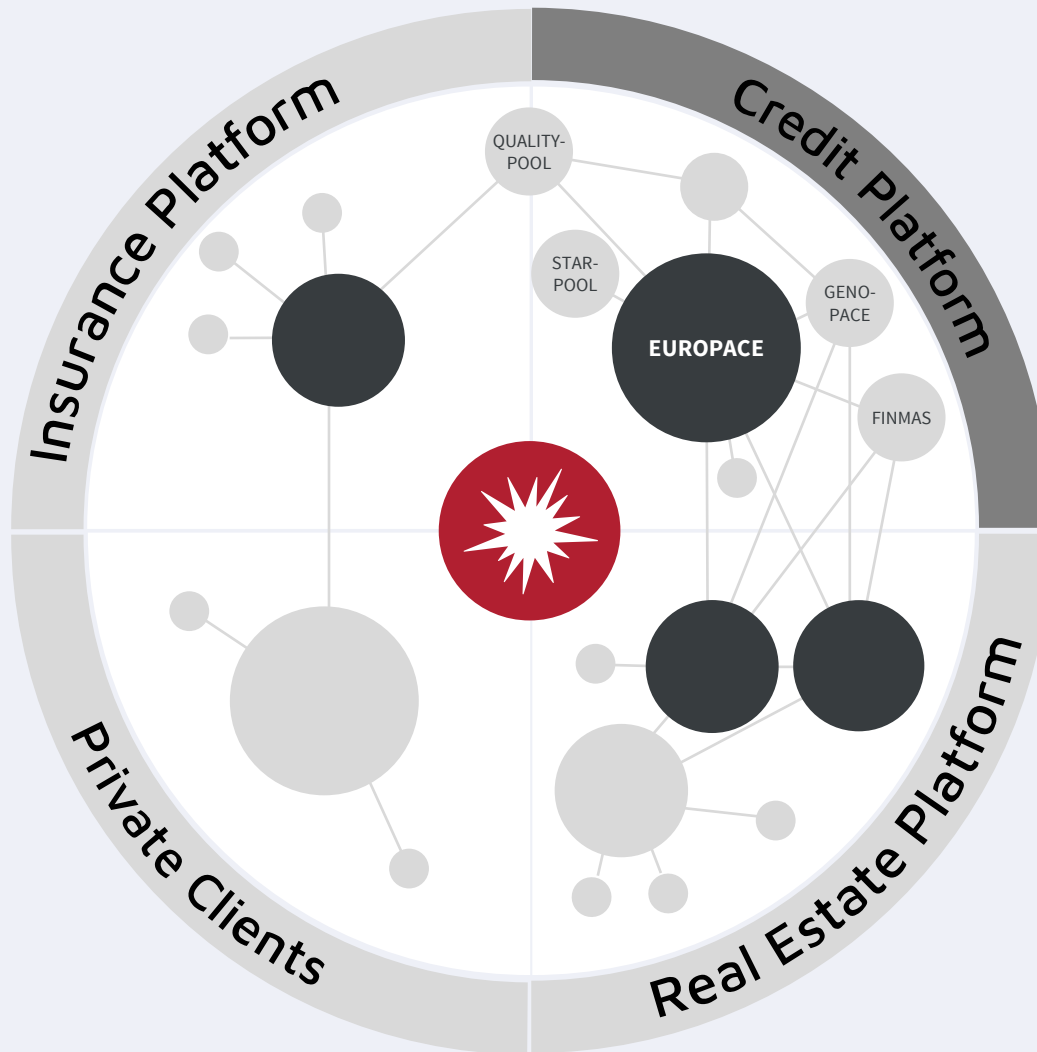 Insurance Platform
Credit Platform
QUALITY-
POOL
STAR-
POOL
GENO-
PACE
EUROPACE
FINMAS
Private Clients
Real Estate Platform